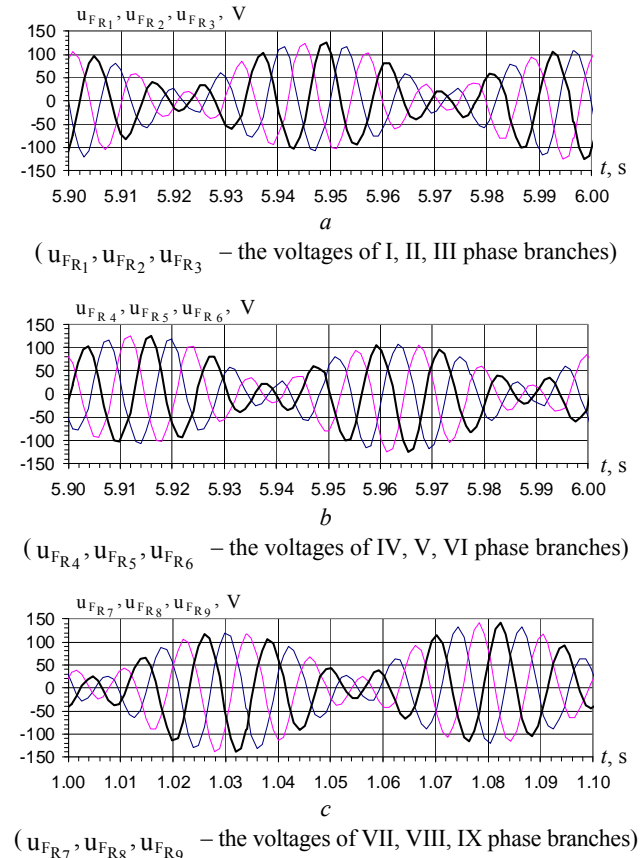 u_FR1, u_FR2, u_FR3, V
150
100
50
0
-50
-100
-150
5.90 5.91 5.92 5.93 5.94 5.95 5.96 5.97 5.98 5.99 6.00
t, s
a
( u_FR1, u_FR2, u_FR3 – the voltages of I, II, III phase branches)
u_FR4, u_FR5, u_FR6, V
150
100
50
0
-50
-100
-150
5.90 5.91 5.92 5.93 5.94 5.95 5.96 5.97 5.98 5.99 6.00
t, s
b
( u_FR4, u_FR5, u_FR6 – the voltages of IV, V, VI phase branches)
u_FR7, u_FR8, u_FR9, V
150
100
50
0
-50
-100
-150
1.00 1.01 1.02 1.03 1.04 1.05 1.06 1.07 1.08 1.09 1.10
t, s
c
( u_FR7, u_FR8, u_FR9 – the voltages of VII, VIII, IX phase branches)